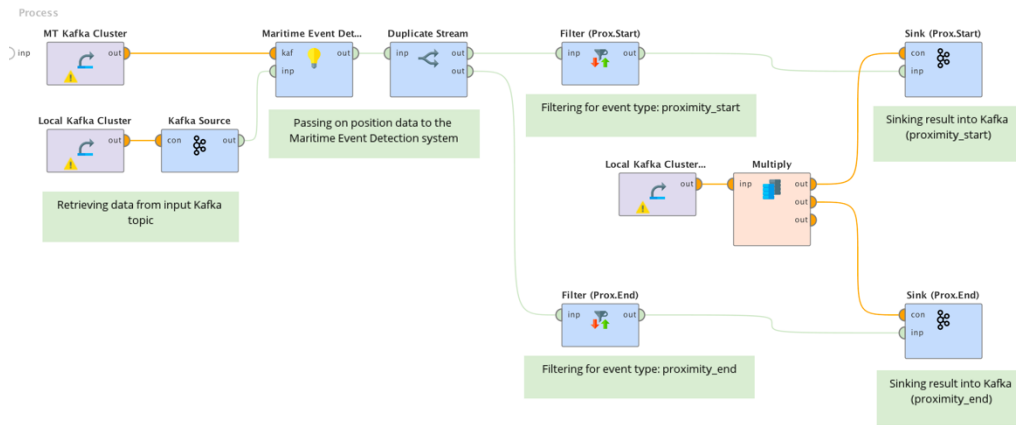 Process
inp
MT Kafka Cluster
out
Maritime Event Det...
kaf
out
inp
Duplicate Stream
inp
out
out
Filter (Prox.Start)
inp
out
Sink (Prox.Start)
con
inp
Filtering for event type: proximity_start
Passing on position data to the
Maritime Event Detection system
Sinking result into Kafka
(proximity_start)
Local Kafka Cluster
out
Kafka Source
con
out
Retrieving data from input Kafka
topic
Local Kafka Cluster...
out
Multiply
inp
out
out
out
Filter (Prox.End)
inp
out
Sink (Prox.End)
con
inp
Filtering for event type: proximity_end
Sinking result into Kafka
(proximity_end)